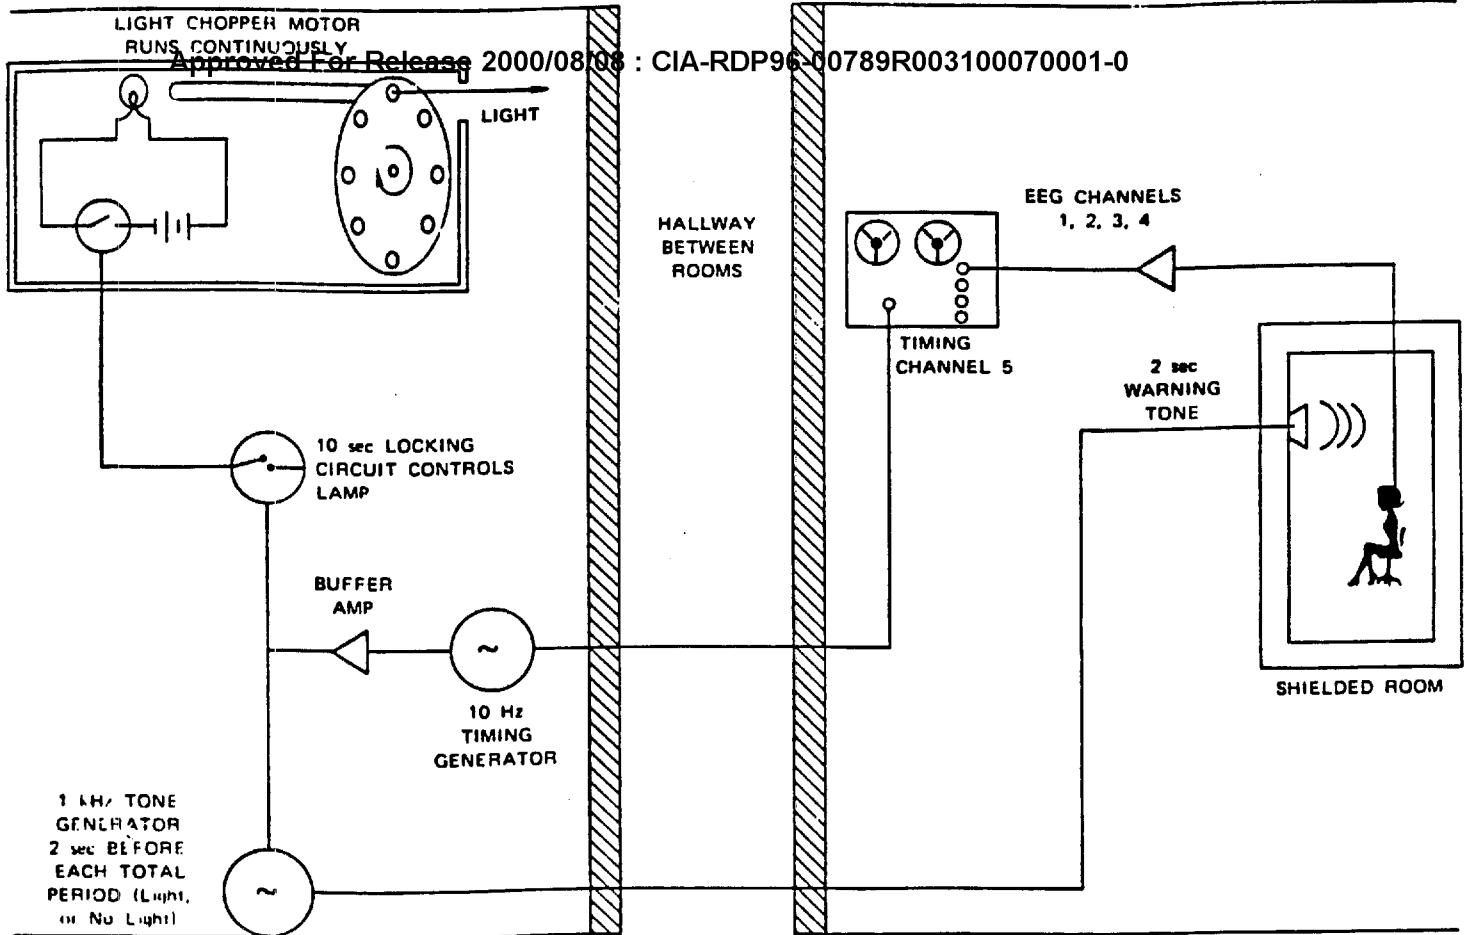 LIGHT CHOPPER MOTOR
RUNS CONTINUOUSLY
Approved For Release 2000/08/08 : CIA-RDP96-00789R003100070001-0
LIGHT
HALLWAY
BETWEEN
ROOMS
EEG CHANNELS
1, 2, 3, 4
TIMING
CHANNEL 5
2 sec
WARNING
TONE
10 sec LOCKING
CIRCUIT CONTROLS
LAMP
BUFFER
AMP
~
10 Hz
TIMING
GENERATOR
SHIELDED ROOM
1 kHz TONE
GENERATOR
2 sec BEFORE
EACH TOTAL
PERIOD (Light,
or No Light)
~